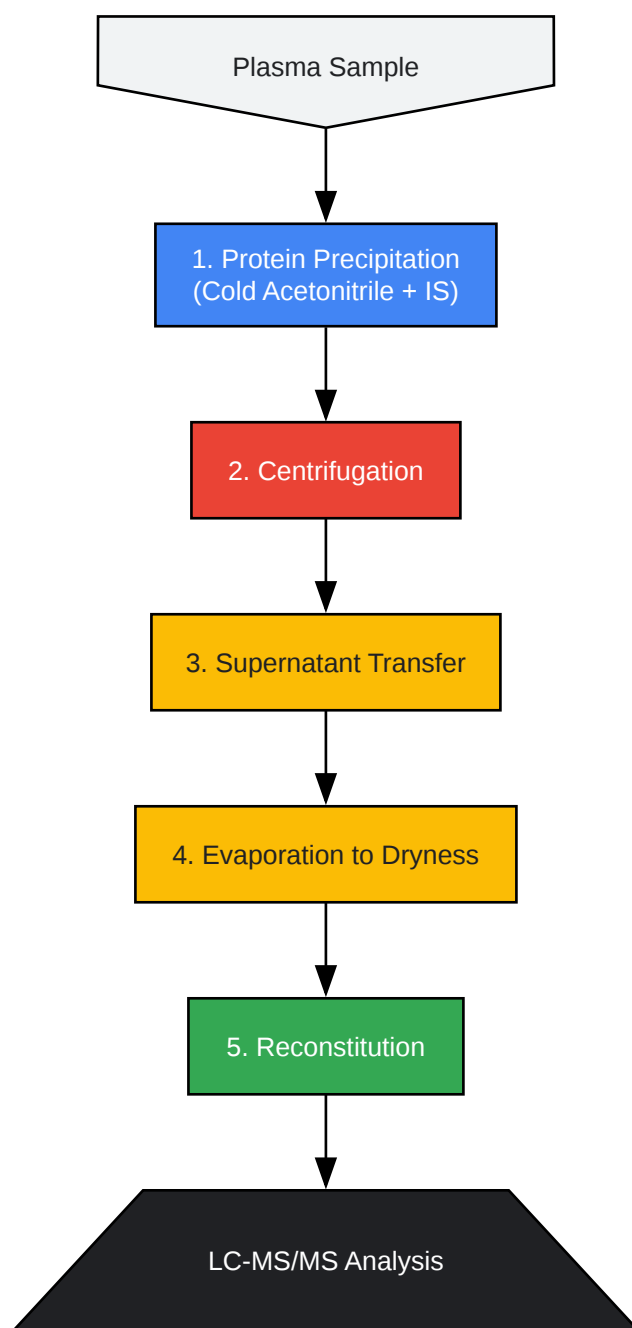 Plasma Sample
1. Protein Precipitation
(Cold Acetonitrile + IS)
2. Centrifugation
3. Supernatant Transfer
4. Evaporation to Dryness
5. Reconstitution
LC-MS/MS Analysis